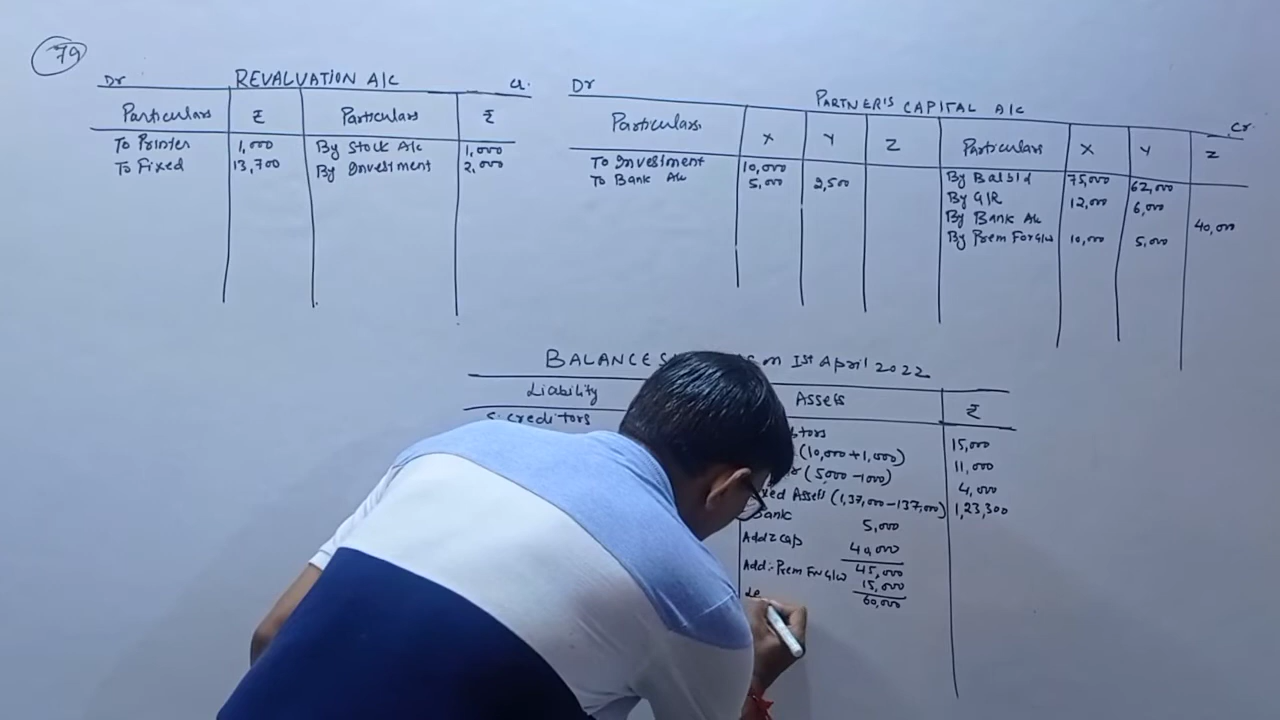 79
Dr REVALUATION A/C Cr.
Particulars ₹ Particulars ₹
To Printer 1,000 By Stock A/c 1,000
To Fixed 13,700 By Investment 2,000
Dr PARTNER'S CAPITAL A/C Cr.
Particulars X Y Z Particulars X Y Z
To Investment 10,000 By Bal b/d 75,000 62,000
To Bank A/c 5,000 2,500 By G/R 12,000 6,000
By Bank A/c 40,000
By Prem For G/w 10,000 5,000
BALANCE S on 1st April 2022
Liability Assets ₹
S. creditors tors 15,000
(10,000 + 1,000) 11,000
(5000 - 1000) 4,000
xed Assets (1,37,000 - 137,000) 1,23,300
Bank 5,000
Add z cap 40,000
45,000
Add:- Prem For G/w 15,000
60,000
Le